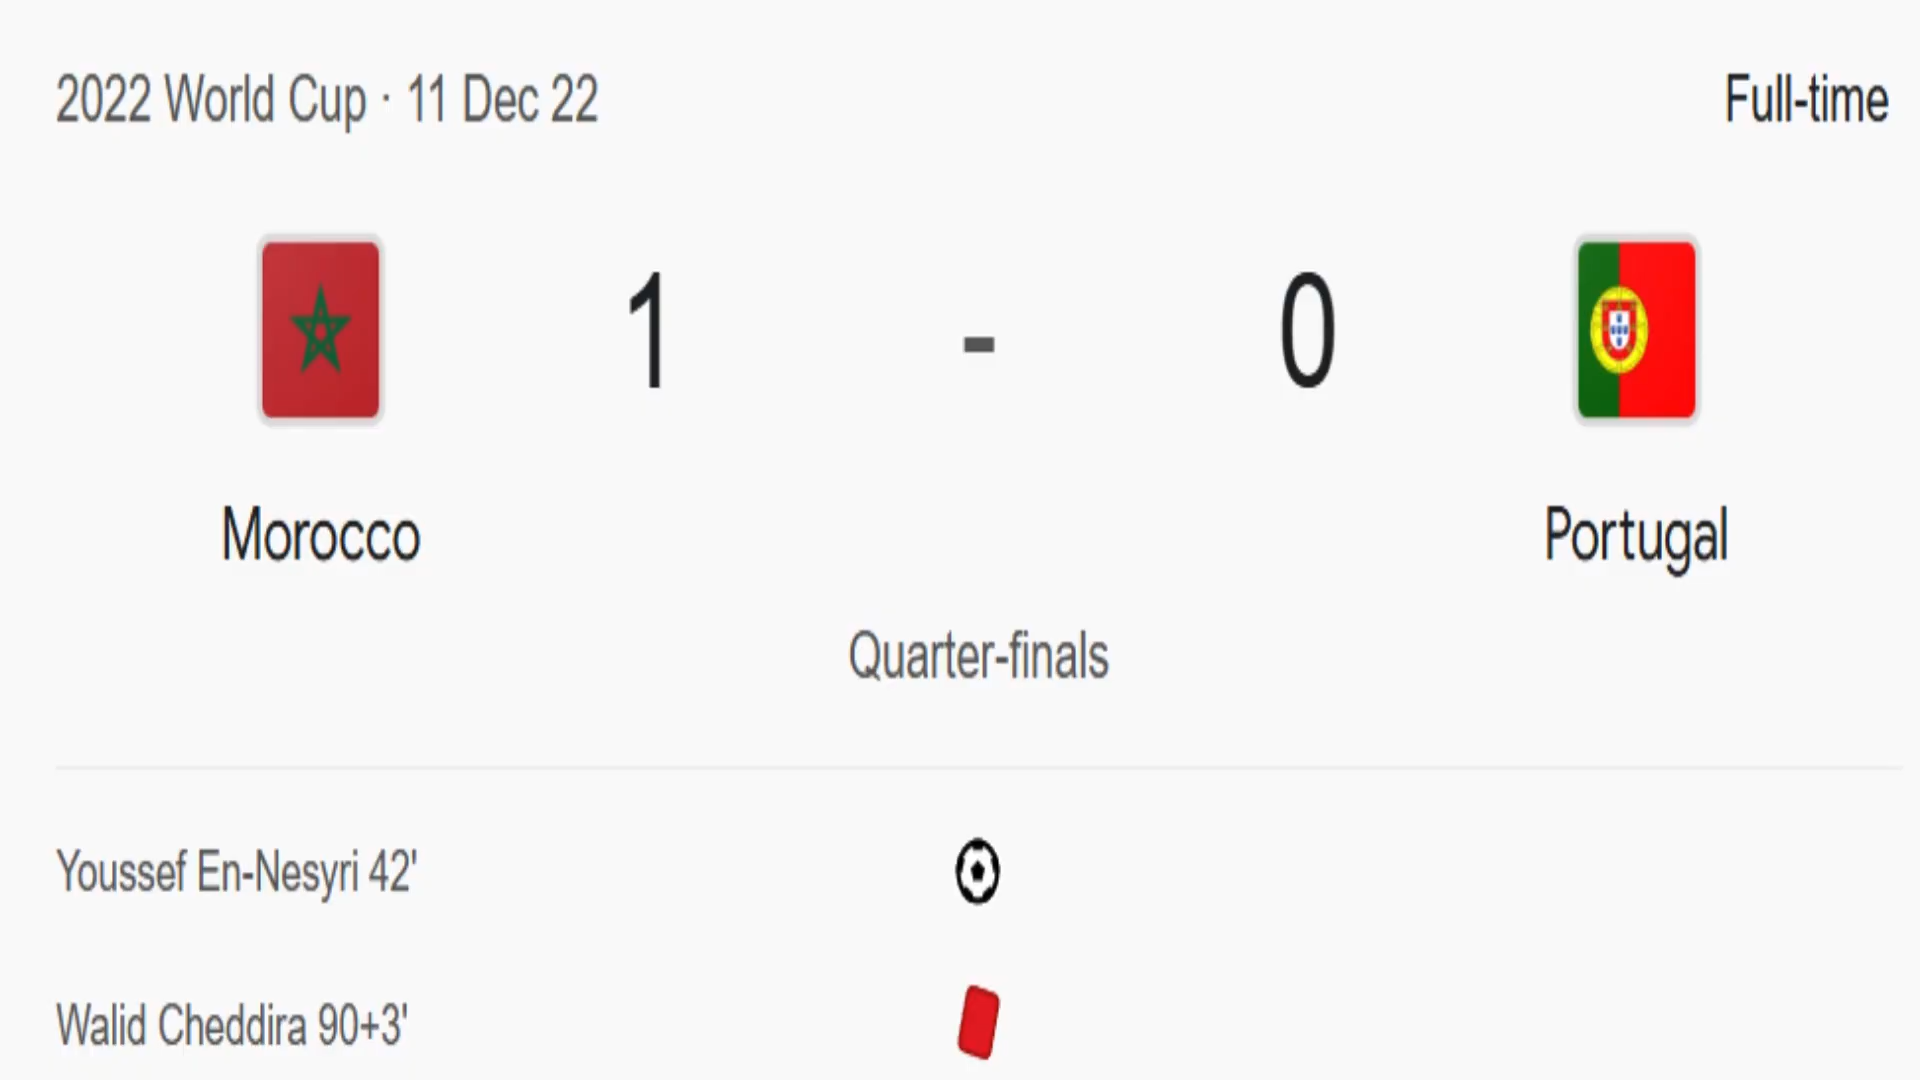 2022 World Cup · 11 Dec 22 Full-time
1 - 0
Morocco Portugal
Quarter-finals
Youssef En-Nesyri 42'
Walid Cheddira 90+3'